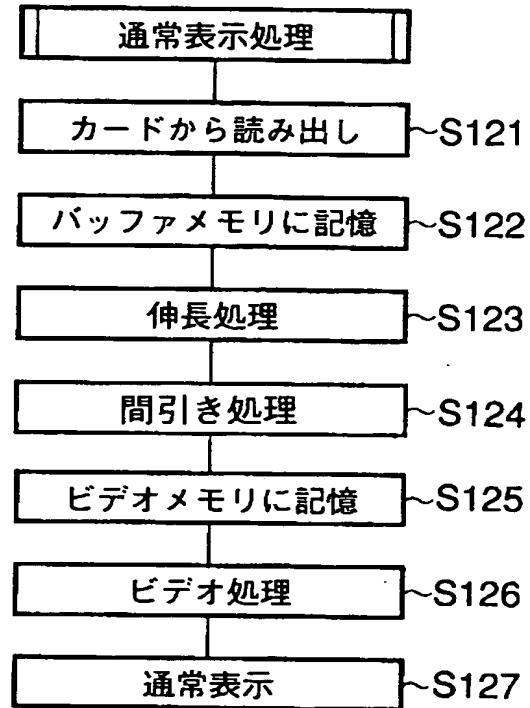 通常表示処理
カードから読み出し ~S121
バッファメモリに記憶 ~S122
伸長処理 ~S123
間引き処理 ~S124
ビデオメモリに記憶 ~S125
ビデオ処理 ~S126
通常表示 ~S127